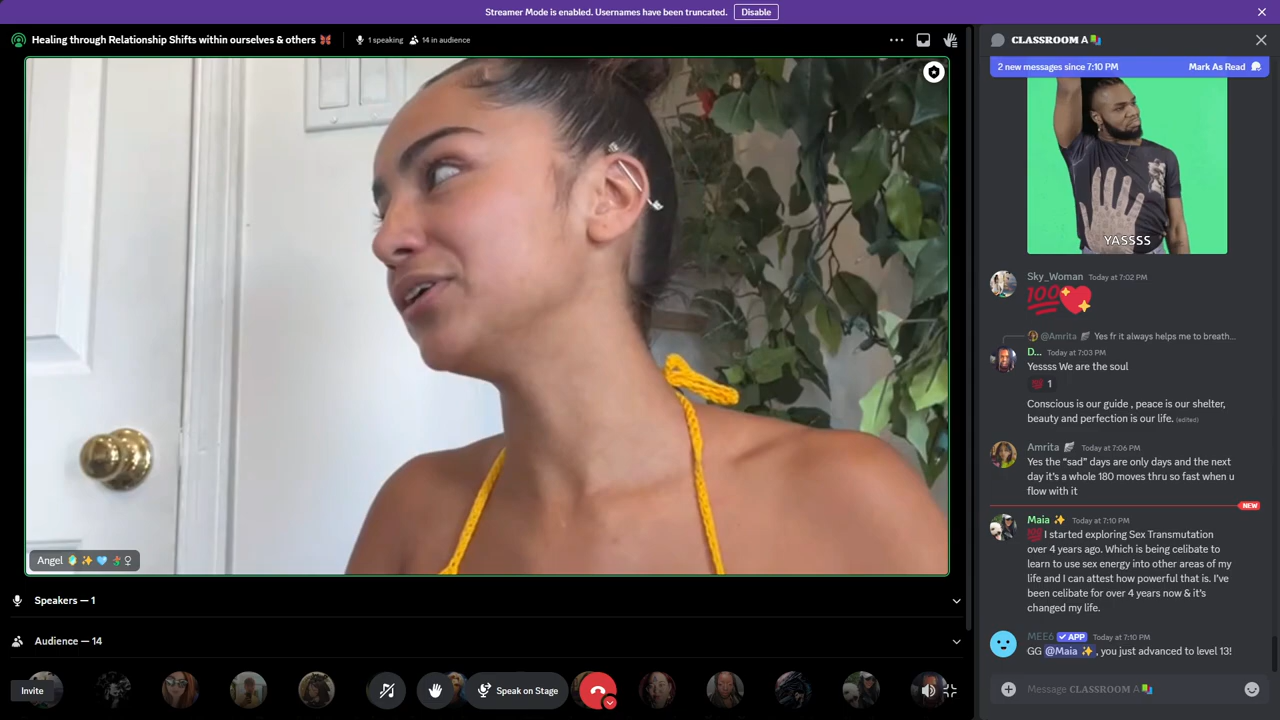 Streamer Mode is enabled. Usernames have been truncated. Disable
Healing through Relationship Shifts within ourselves & others 🦋
1 speaking 14 in audience
Angel
Speakers — 1
Audience — 14
Invite
Speak on Stage
CLASSROOM A
2 new messages since 7:10 PM Mark As Read
YASSSS
Sky_Woman Today at 7:02 PM
💯💖
@Amrita Yes fr it always helps me to breath...
D... Today at 7:03 PM
Yessss We are the soul
💯 1
Conscious is our guide , peace is our shelter,
beauty and perfection is our life. (edited)
Amrita Today at 7:06 PM
Yes the “sad” days are only days and the next
day it’s a whole 180 moves thru so fast when u
flow with it
NEW
Maia ✨ Today at 7:10 PM
💯 I started exploring Sex Transmutation
over 4 years ago. Which is being celibate to
learn to use sex energy into other areas of my
life and I can attest how powerful that is. I've
been celibate for over 4 years now & it's
changed my life.
MEE6 ✓ APP Today at 7:10 PM
GG @Maia ✨, you just advanced to level 13!
Message CLASSROOM A